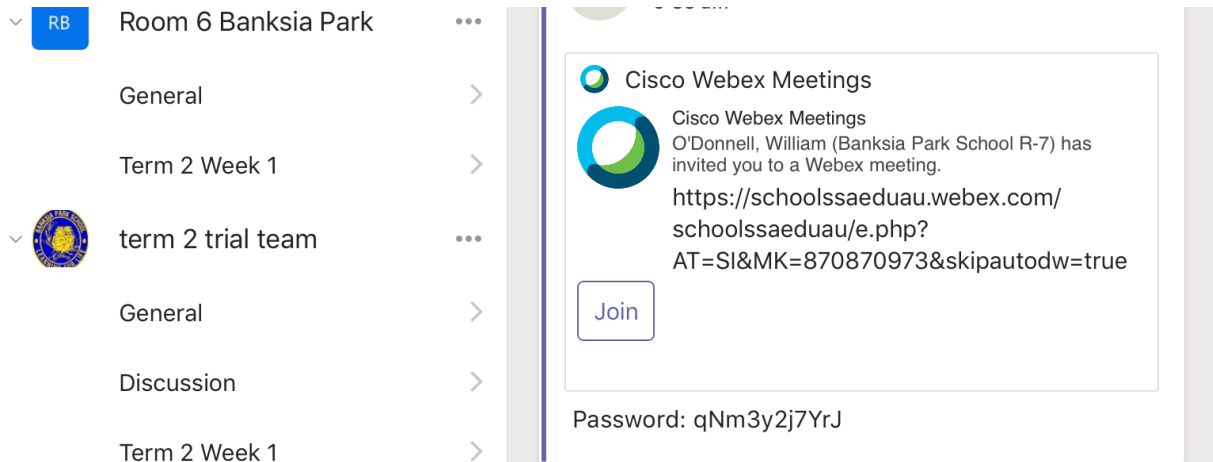 RB
Room 6 Banksia Park
General
Term 2 Week 1
term 2 trial team
General
Discussion
Term 2 Week 1
Cisco Webex Meetings
Cisco Webex Meetings
O'Donnell, William (Banksia Park School R-7) has
invited you to a Webex meeting.
https://schoolssaeduau.webex.com/
schoolssaeduau/e.php?
AT=SI&MK=870870973&skipautodw=true
Join
Password: qNm3y2j7YrJ